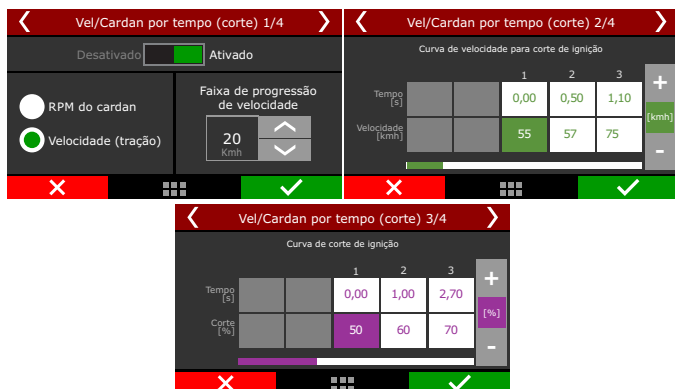 Vel/Cardan por tempo (corte) 1/4
Desativado Ativado
RPM do cardan
Velocidade (tração)
Faixa de progressão
de velocidade
20
Kmh
Vel/Cardan por tempo (corte) 2/4
Curva de velocidade para corte de ignição
1 2 3
Tempo
[s]
0,00 0,50 1,10
Velocidade
[kmh]
55 57 75
+
[kmh]
-
Vel/Cardan por tempo (corte) 3/4
Curva de corte de ignição
1 2 3
Tempo
[s]
0,00 1,00 2,70
Corte
[%]
50 60 70
+
[%]
-